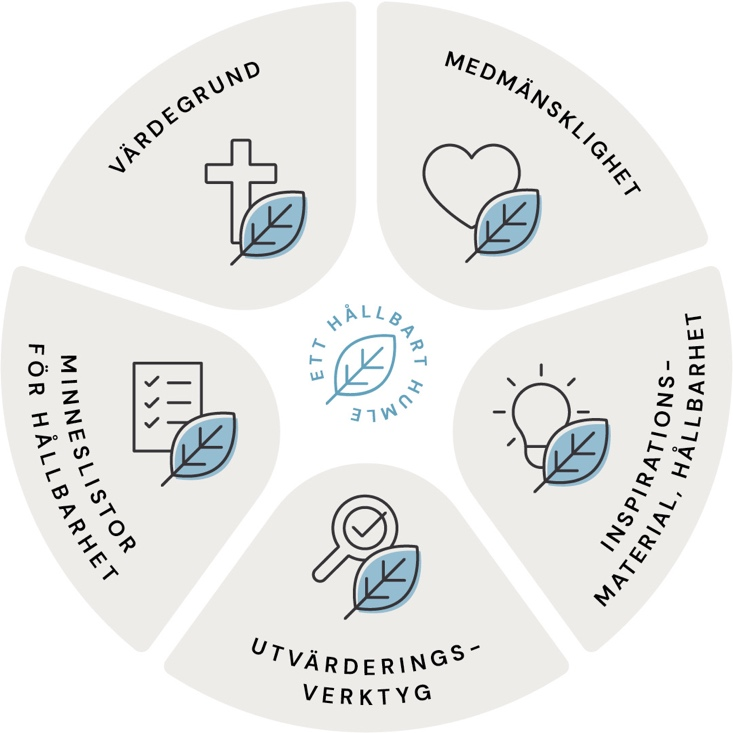 VÄRDEGRUND
MEDMÄNSKLIGHET
INSPIRATIONS-
MATERIAL, HÅLLBARHET
UTVÄRDERINGS-
VERKTYG
MINNESLISTOR
FÖR HÅLLBARHET
ETT HÅLLBART HUMLE